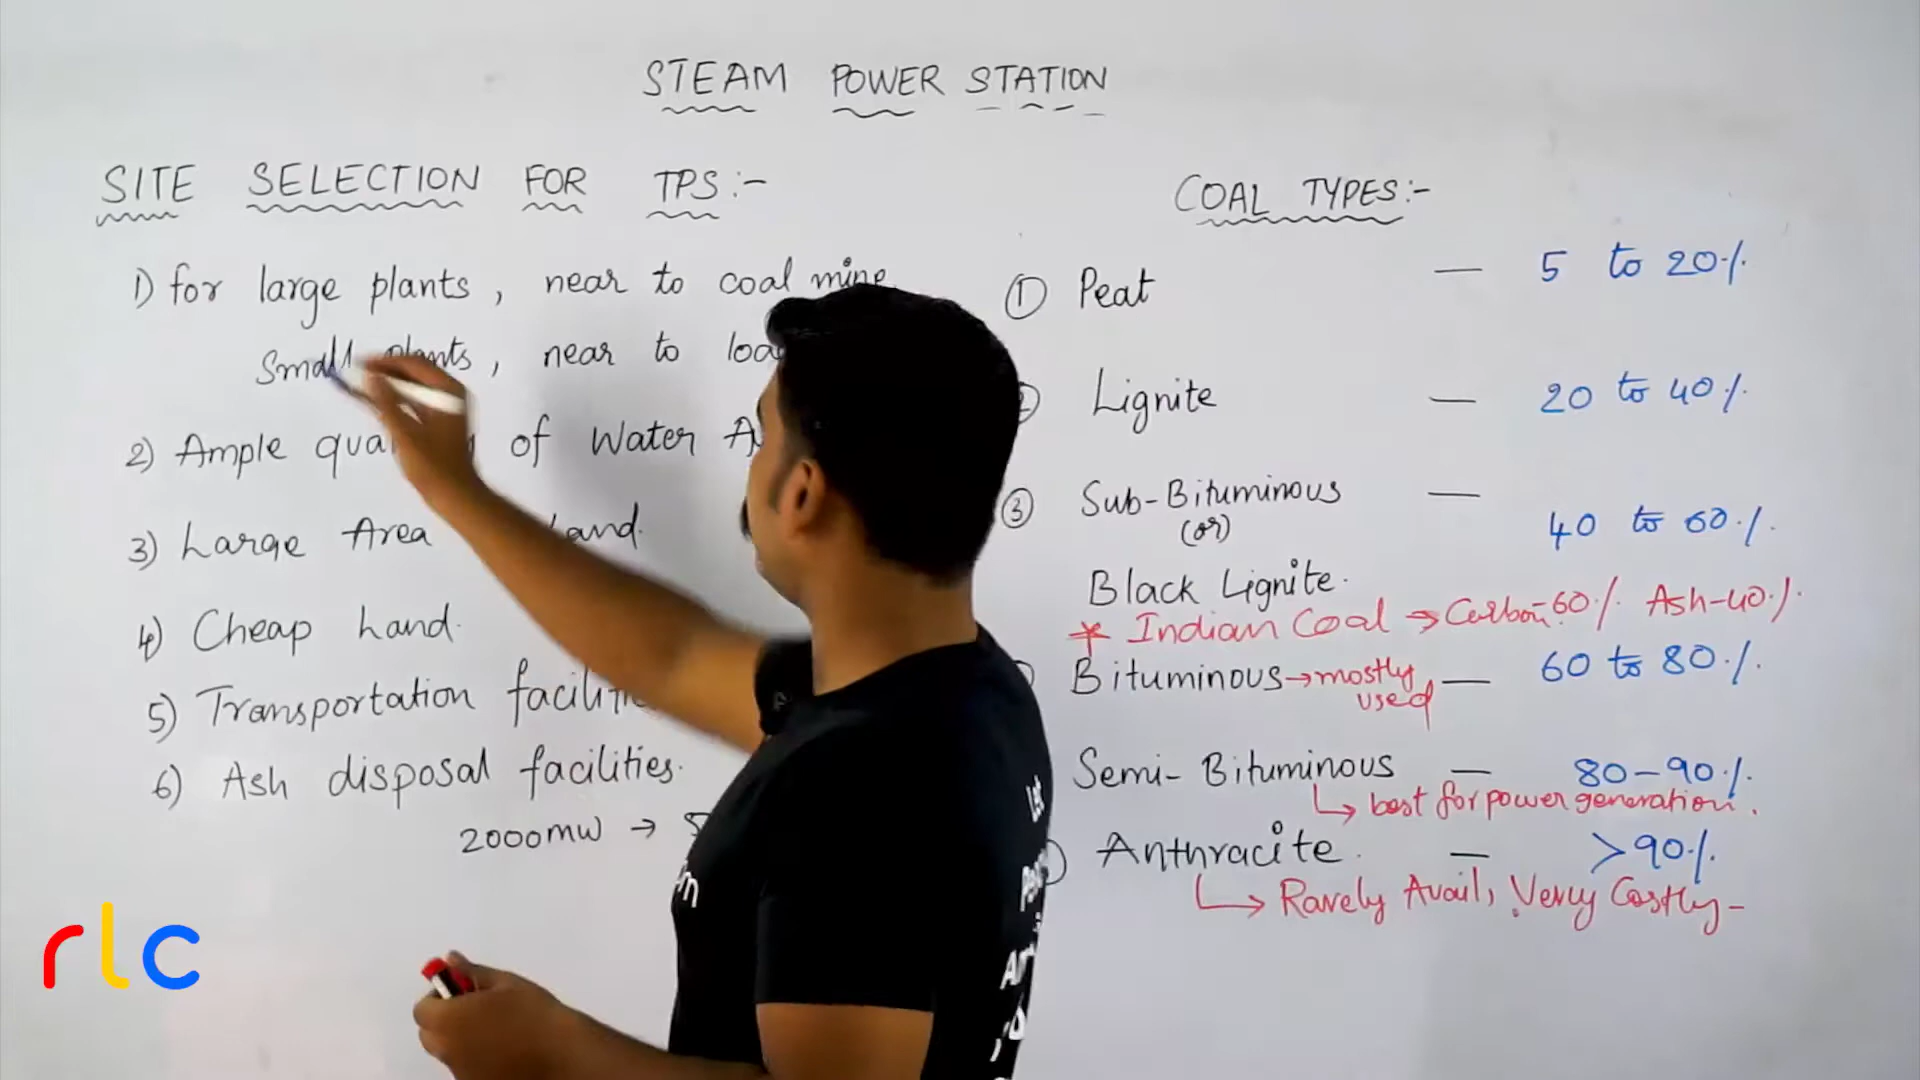 STEAM POWER STATION
SITE SELECTION FOR TPS:-
1) for large plants, near to coal mine
Small plants, near to
2) Ample of Water
3) Large Area Land.
4) Cheap Land.
5) Transportation
6) Ash disposal facilities.
2000MW →
COAL TYPES:-
① Peat — 5 to 20%
Lignite — 20 to 40%
③ Sub-Bituminous —
(or) 40 to 60%
Black Lignite.
* Indian Coal → Carbon-60% Ash-40%
Bituminous → mostly used — 60 to 80%
Semi-Bituminous — 80-90%
↳ best for power generation.
Anthracite. — >90%
↳ Rarely Avail, Very Costly-
rlc